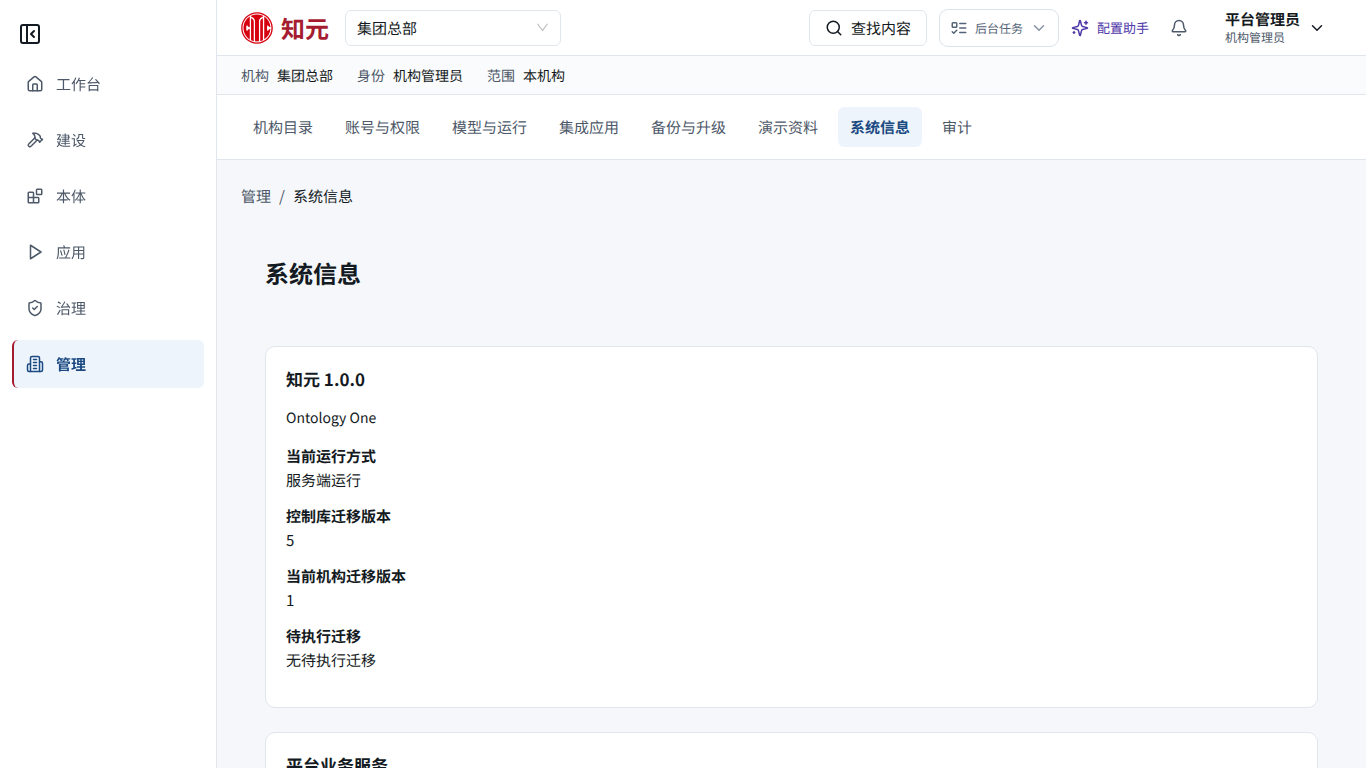 知元
集团总部
查找内容
后台任务
配置助手
平台管理员
机构管理员
机构 集团总部 身份 机构管理员 范围 本机构
工作台
建设
本体
应用
治理
管理
机构目录 账号与权限 模型与运行 集成应用 备份与升级 演示资料 系统信息 审计
管理 / 系统信息
系统信息
知元 1.0.0
Ontology One
当前运行方式
服务端运行
控制库迁移版本
5
当前机构迁移版本
1
待执行迁移
无待执行迁移
平台业务服务